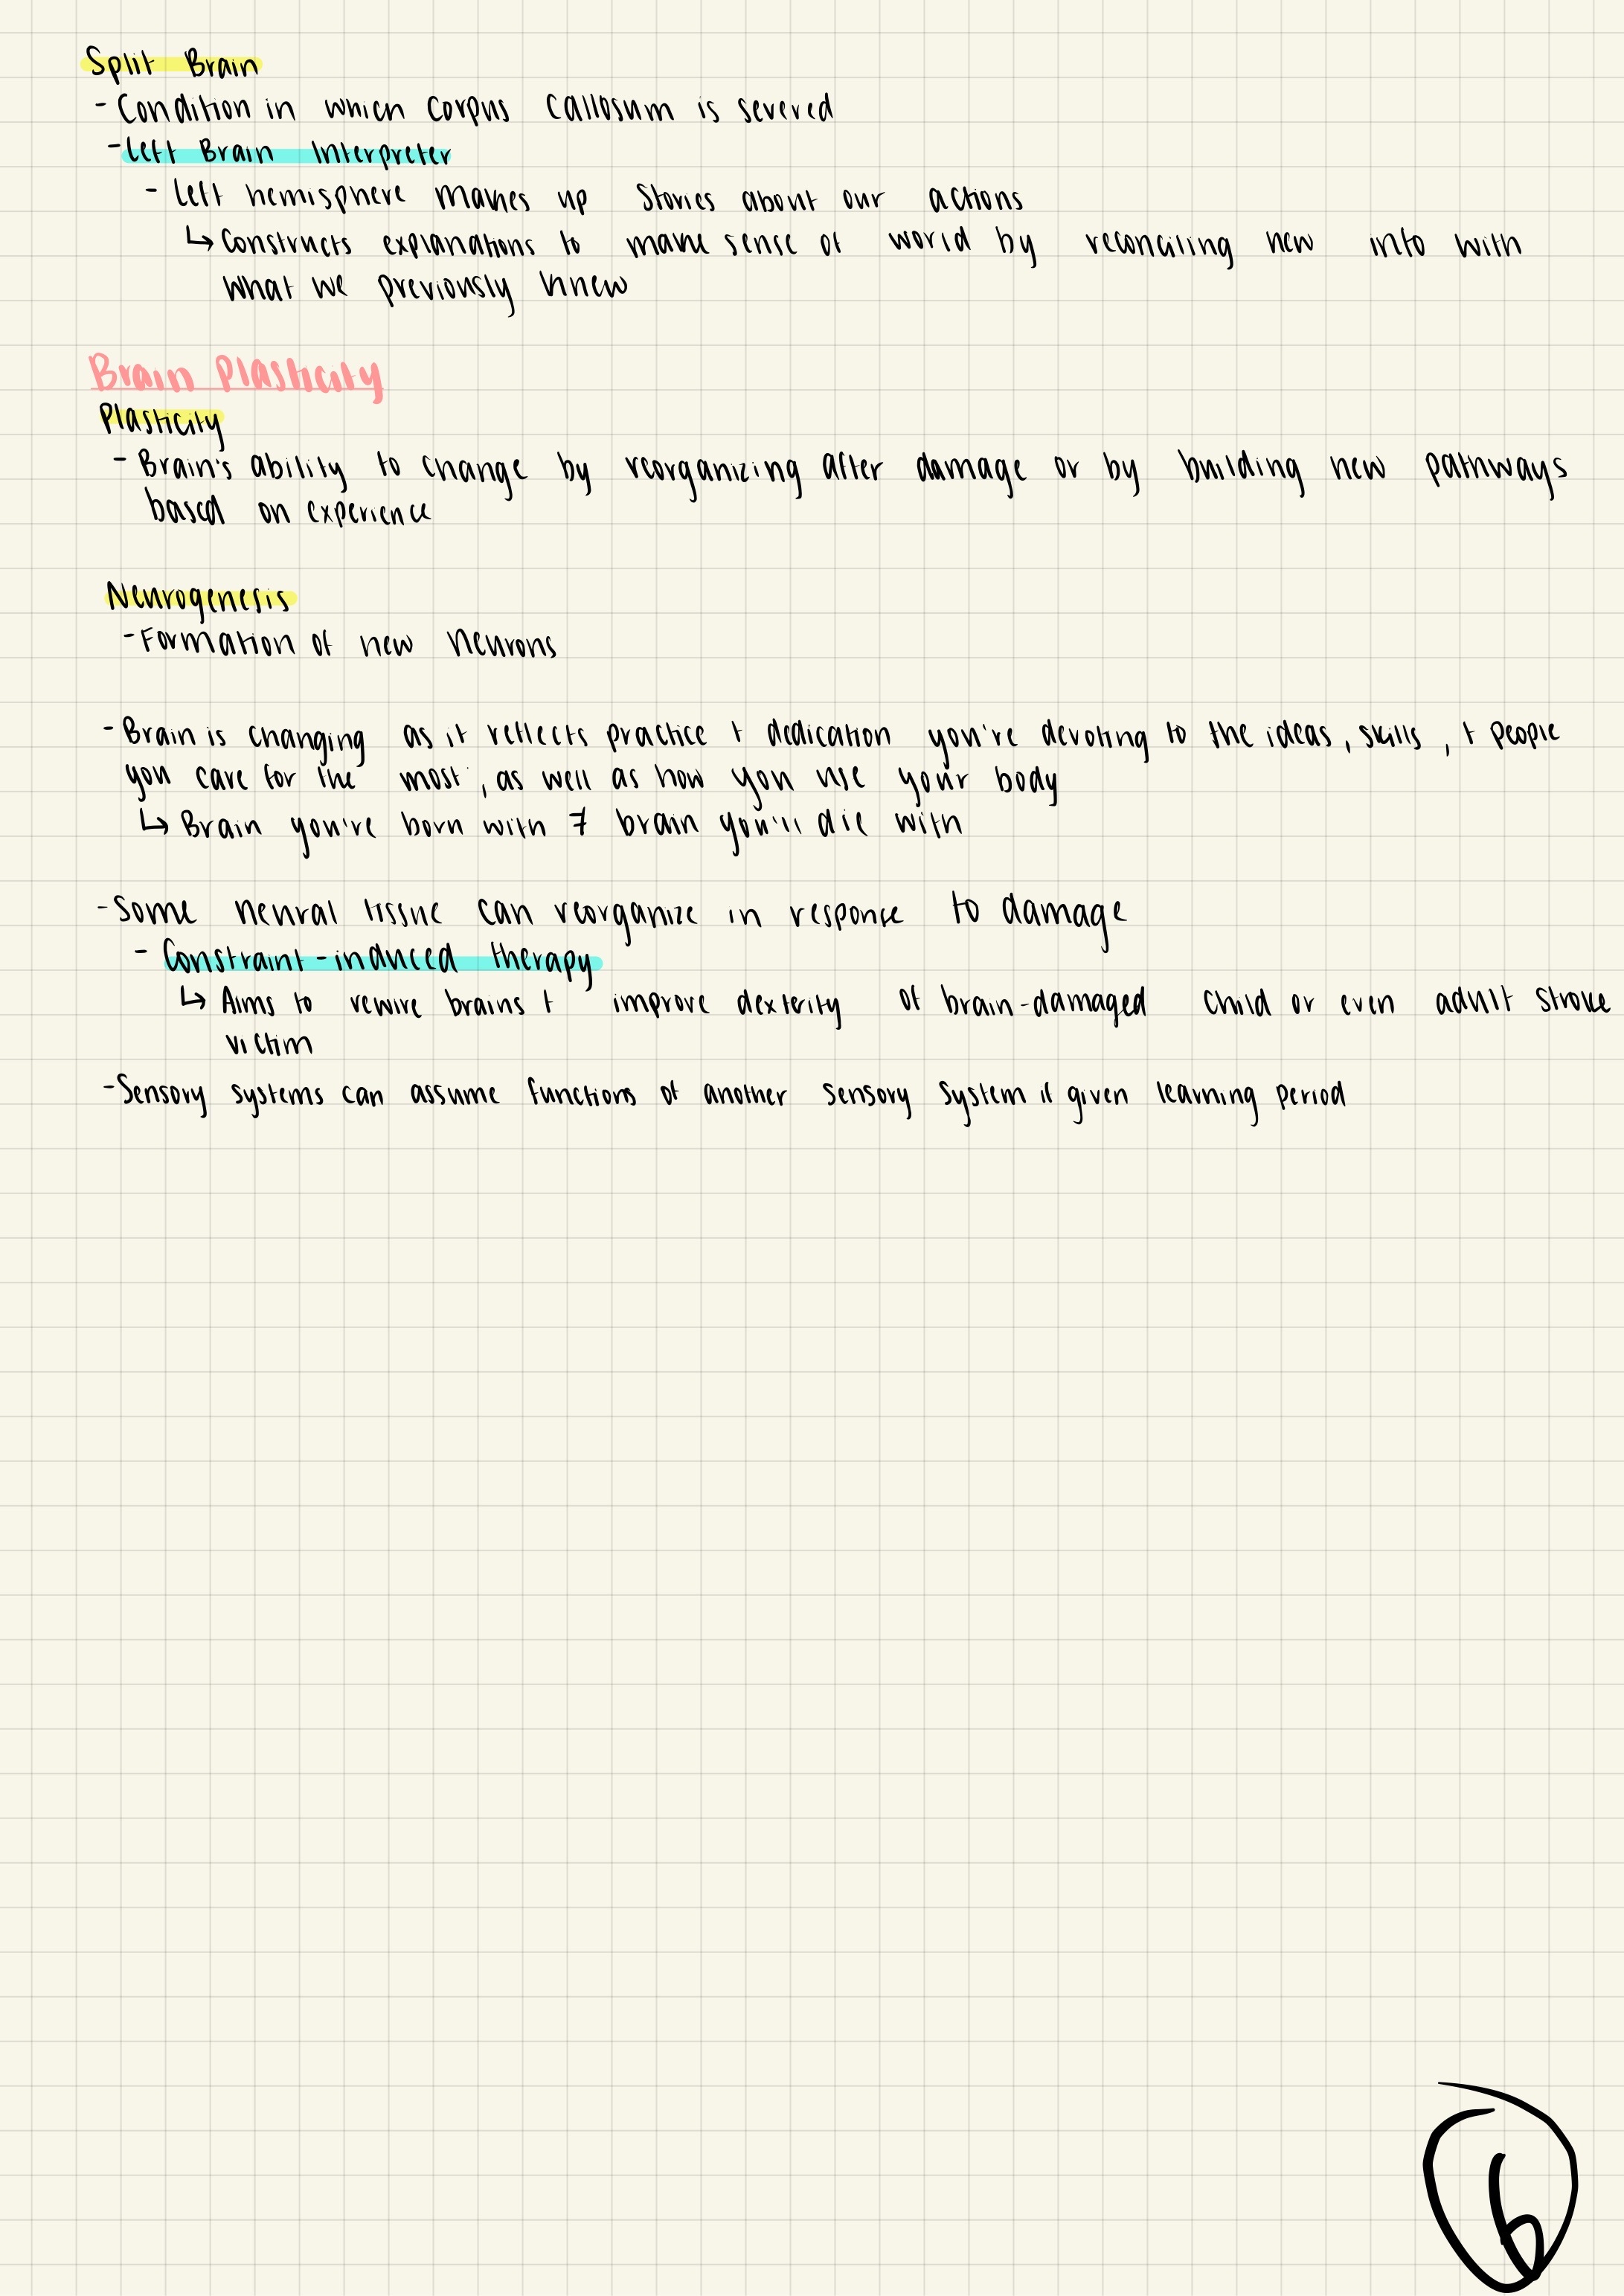 Split Brain
- Condition in which Corpus Callosum is severed
- Left Brain Interpreter
- Left hemisphere makes up Stories about our actions
↳ Constructs explanations to make sense of world by reconciling new info with
what we previously knew
Brain Plasticity
Plasticity
- Brain's ability to change by reorganizing after damage or by building new pathways
based on experience
Neurogenesis
- Formation of new Neurons
- Brain is changing as it reflects practice + dedication you're devoting to the ideas, skills, + people
you care for the most, as well as how you use your body
↳ Brain you're born with ≠ brain you'll die with
- Some neural tissue can reorganize in response to damage
- Constraint-induced therapy
↳ Aims to rewire brains + improve dexterity of brain-damaged child or even adult stroke
victim
- Sensory systems can assume functions of another sensory system if given learning period
6